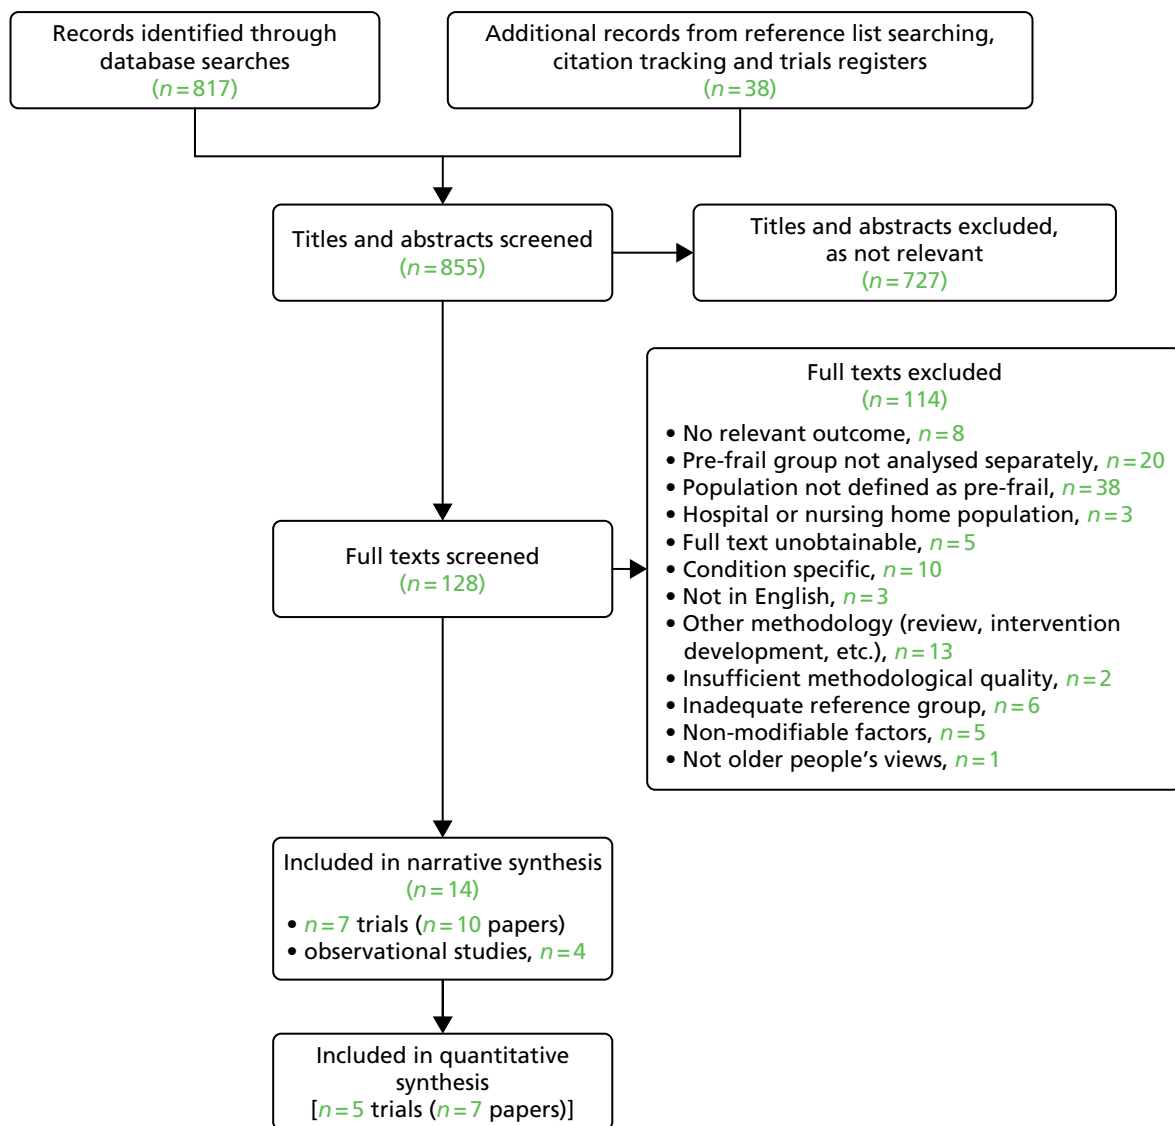 Records identified through
database searches
(n=817)
Additional records from reference list searching,
citation tracking and trials registers
(n=38)
Titles and abstracts screened
(n=855)
Titles and abstracts excluded,
as not relevant
(n=727)
Full texts screened
(n=128)
Full texts excluded
(n=114)
• No relevant outcome, n=8
• Pre-frail group not analysed separately, n=20
• Population not defined as pre-frail, n=38
• Hospital or nursing home population, n=3
• Full text unobtainable, n=5
• Condition specific, n=10
• Not in English, n=3
• Other methodology (review, intervention
development, etc.), n=13
• Insufficient methodological quality, n=2
• Inadequate reference group, n=6
• Non-modifiable factors, n=5
• Not older people's views, n=1
Included in narrative synthesis
(n=14)
• n=7 trials (n=10 papers)
• observational studies, n=4
Included in quantitative
synthesis
[n=5 trials (n=7 papers)]